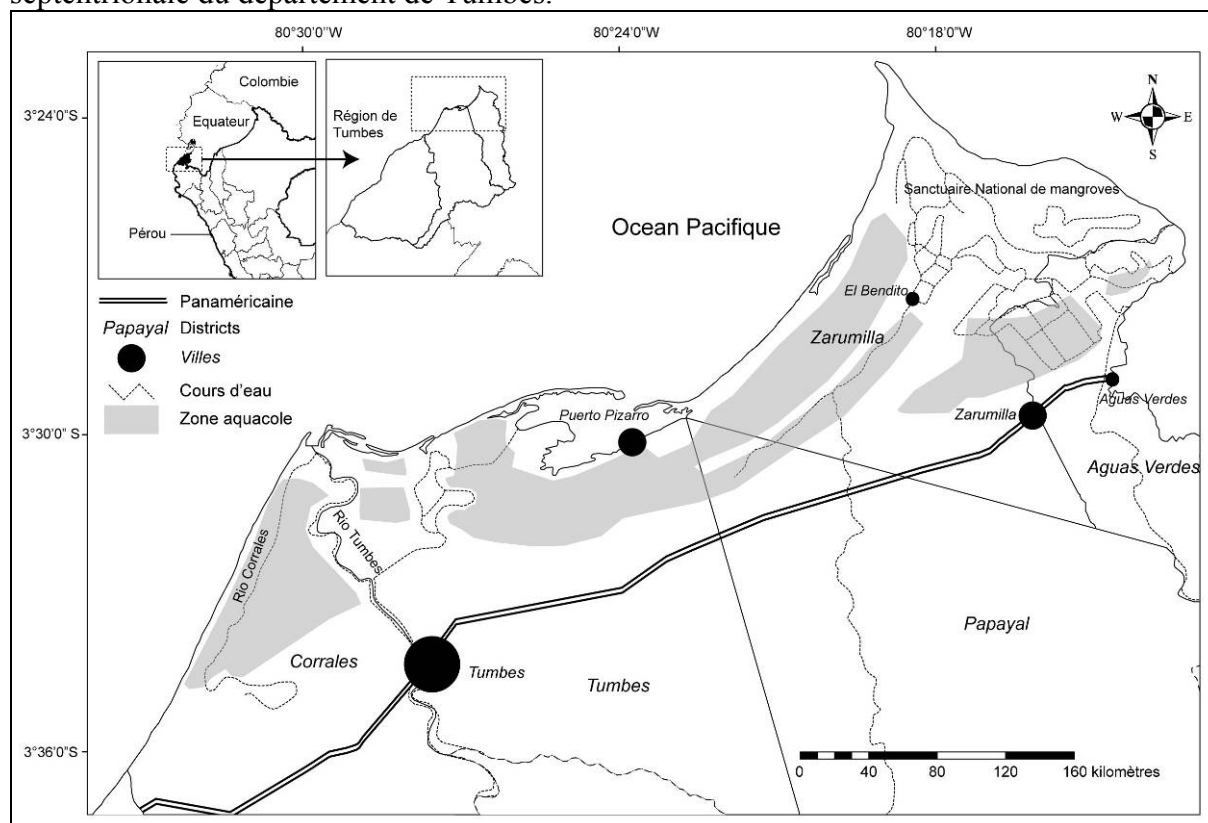 septentrionale du département de Tumbes.
80°30'0"W
80°24'0"W
80°18'0"W
3°24'0"S
3°30'0"S
3°36'0"S
Colombie
Equateur
Pérou
Région de
Tumbes
N
W
E
S
Sanctuaire National de mangroves
Ocean Pacifique
Panaméricaine
Papayal
Districts
Villes
Cours d'eau
Zone aquacole
El Bendito
Zarumilla
Puerto Pizarro
Zarumilla
Aguas Verdes
Aguas Verdes
Rio Corrales
Rio Tumbes
Corrales
Tumbes
Tumbes
Papayal
0 40 80 120 160 kilomètres